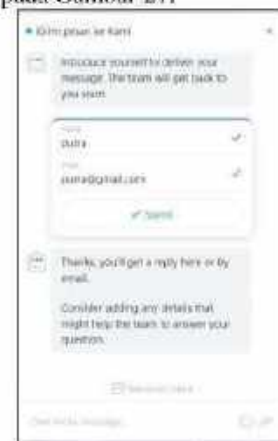 pada Gambar 27.
Kirim pesan ke Kami
Introduce yourself to deliver your
message. The team will get back to
you soon.
Name
putra
Email
putra@gmail.com
Send
Thanks, you'll get a reply here or by
email.
Consider adding any details that
might help the team to answer your
question.
message...